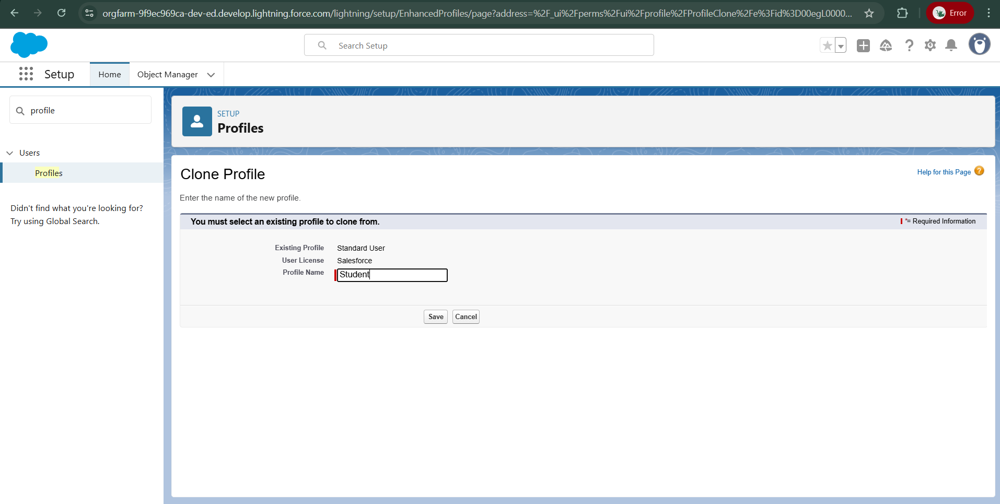 orgfarm-9f9ec969ca-dev-ed.develop.lightning.force.com/lightning/setup/EnhancedProfiles/page?address=%2F_ui%2Fperms%2Fui%2Fprofile%2FProfileClone%2Fe%3Fid%3D00egL0000...
Error
Search Setup
Setup
Home
Object Manager
profile
Users
Profiles
Didn't find what you're looking for?
Try using Global Search.
SETUP
Profiles
Clone Profile
Help for this Page ?
Enter the name of the new profile.
You must select an existing profile to clone from.
*= Required Information
Existing Profile Standard User
User License Salesforce
Profile Name Student
Save Cancel